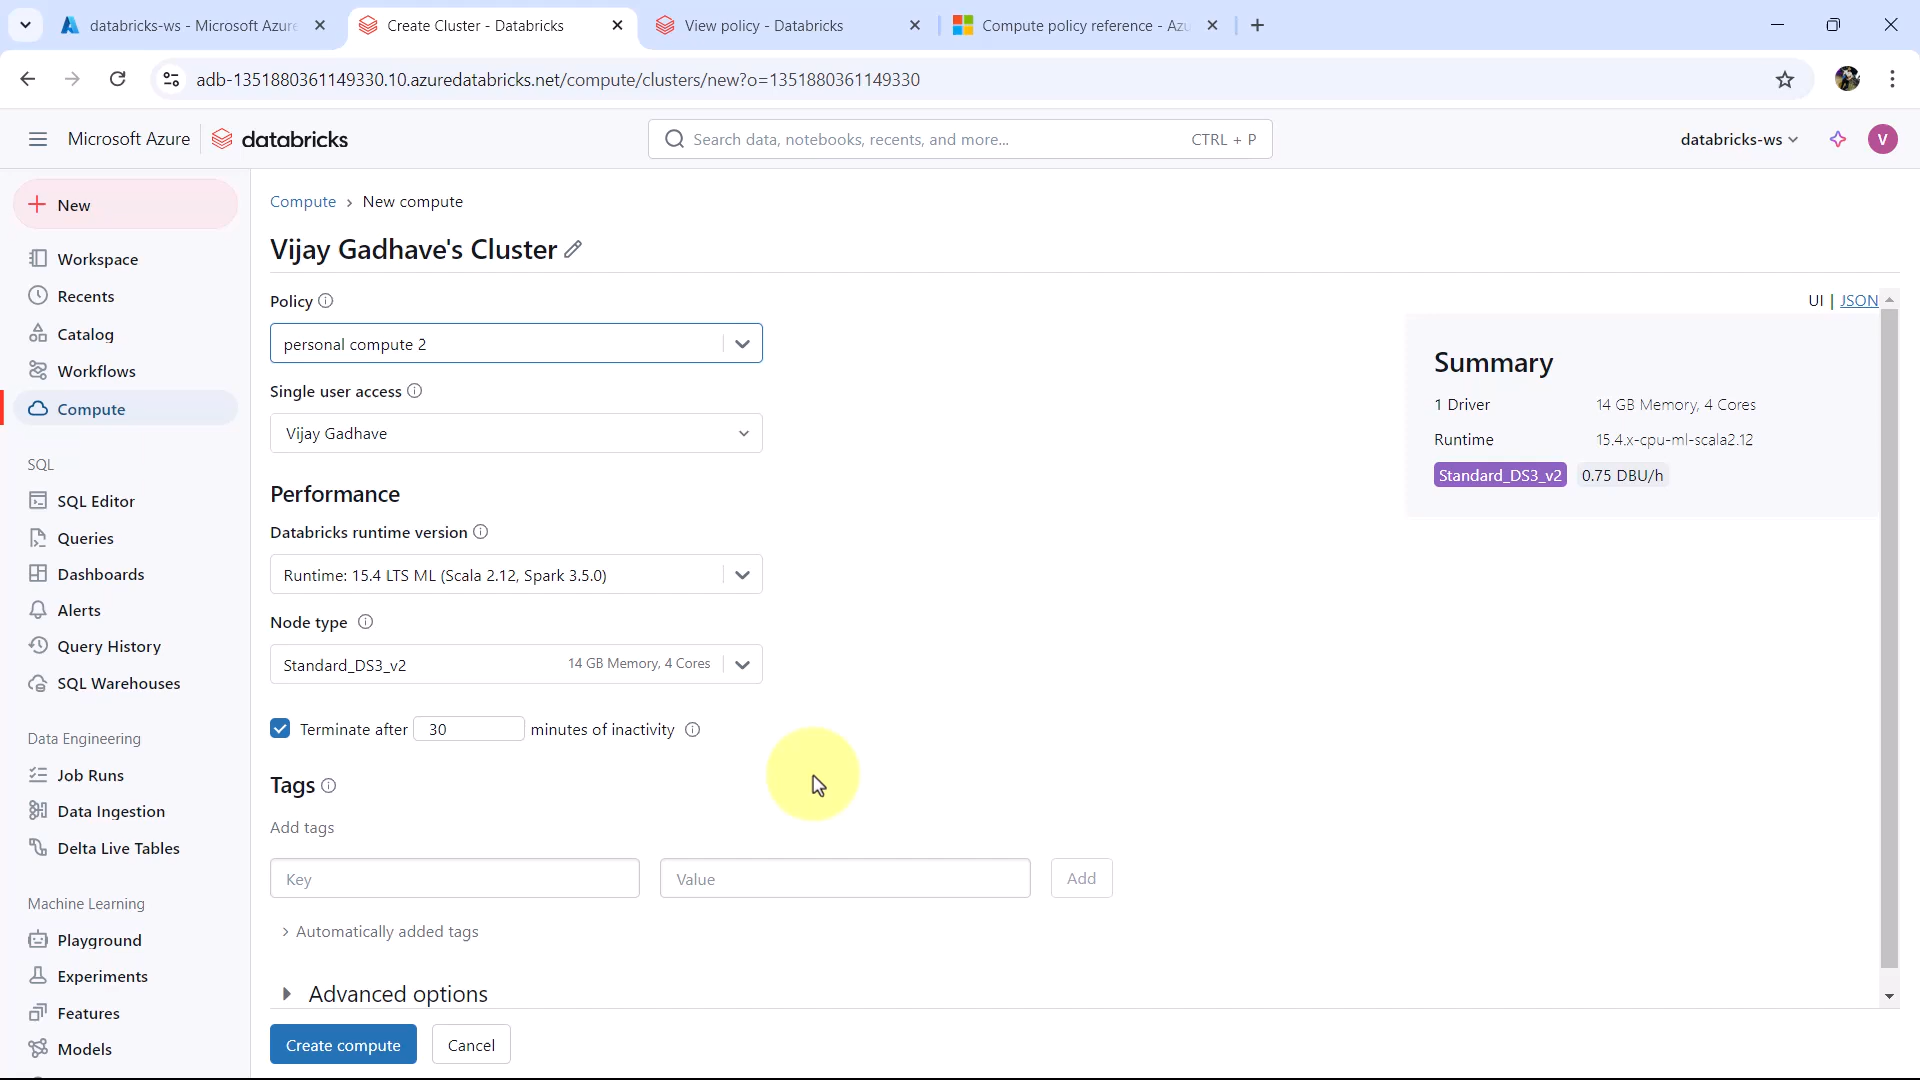 databricks-ws - Microsoft Azure
Create Cluster - Databricks
View policy - Databricks
Compute policy reference - Azu
adb-1351880361149330.10.azuredatabricks.net/compute/clusters/new?o=1351880361149330
Microsoft Azure
databricks
Search data, notebooks, recents, and more...
CTRL + P
databricks-ws
V
New
Workspace
Recents
Catalog
Workflows
Compute
SQL
SQL Editor
Queries
Dashboards
Alerts
Query History
SQL Warehouses
Data Engineering
Job Runs
Data Ingestion
Delta Live Tables
Machine Learning
Playground
Experiments
Features
Models
Compute › New compute
Vijay Gadhave's Cluster
UI | JSON
Policy
personal compute 2
Single user access
Vijay Gadhave
Performance
Databricks runtime version
Runtime: 15.4 LTS ML (Scala 2.12, Spark 3.5.0)
Node type
Standard_DS3_v2 14 GB Memory, 4 Cores
Terminate after 30 minutes of inactivity
Tags
Add tags
Key
Value
Add
Automatically added tags
Advanced options
Create compute
Cancel
Summary
1 Driver 14 GB Memory, 4 Cores
Runtime 15.4.x-cpu-ml-scala2.12
Standard_DS3_v2 0.75 DBU/h